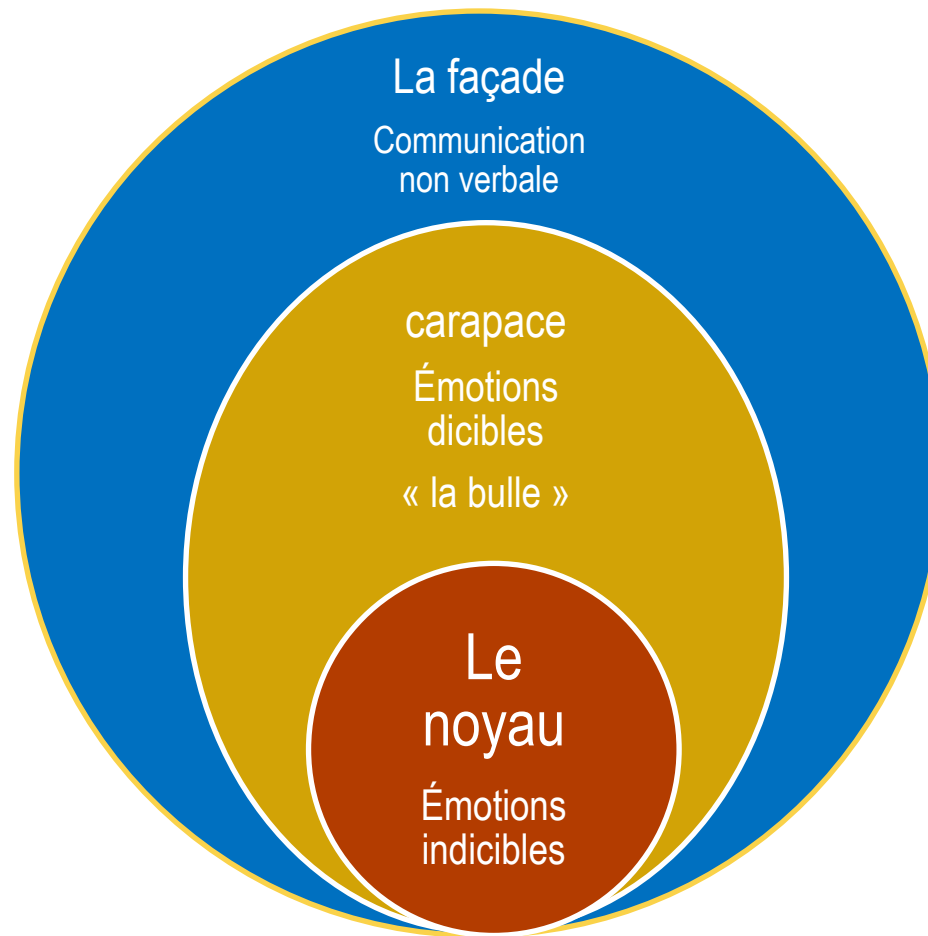 La façade
Communication
non verbale
carapace
Émotions
dicibles
« la bulle »
Le
noyau
Émotions
indicibles